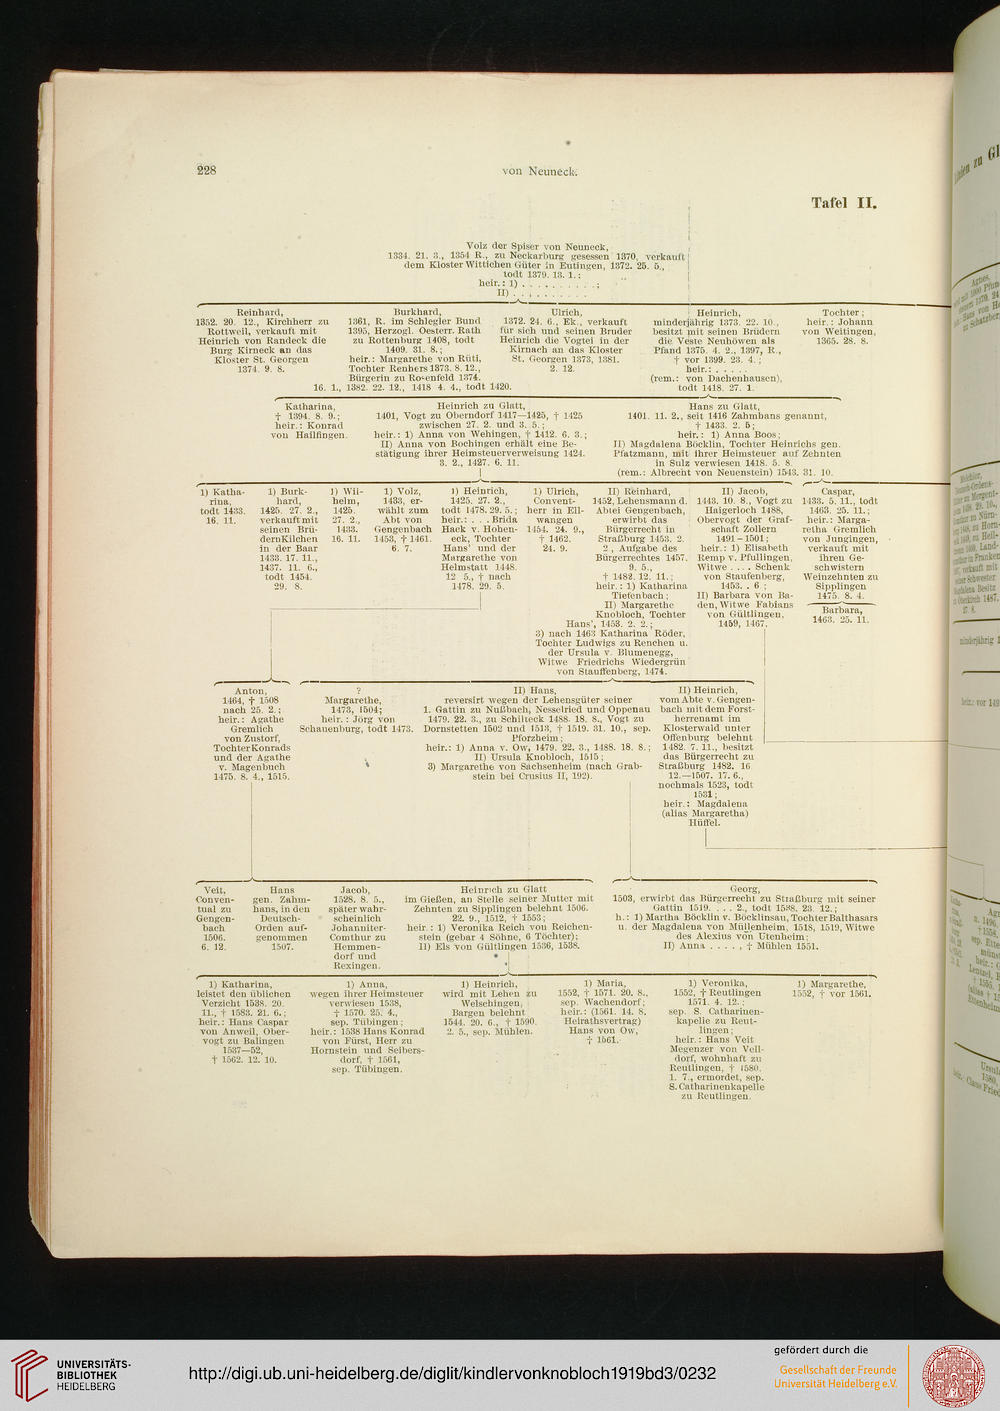 228
von Neuneck.
Tafel II.
Volz der Spiser von Neuneck,
1334. 21. 3., 1354 R., zu Neckarburg gesessen 1370, verkauft
dem Kloster Wittichen Güter in Eutingen, 1372. 25. 5.,
todt 1379. 13. 1.:
heir.: 1) . . . . . . . . . . ;
II) . . . . . . . . . .
Reinhard,
1352. 20. 12., Kirchherr zu
Rottweil, verkauft mit
Heinrich von Randeck die
Burg Kirneck an das
Kloster St. Georgen
1374. 9. 8.
Burkhard,
1361, R. im Schlegler Bund
1395, Herzogl. Oesterr. Rath
zu Rottenburg 1408, todt
1409. 31. 8.;
heir.: Margarethe von Rüti,
Tochter Renhers 1373. 8. 12.,
Bürgerin zu Rosenfeld 1374.
16. 1., 1382. 22. 12., 1418 4. 4., todt 1420.
Ulrich,
1372. 24. 6., Ek., verkauft
für sich und seinen Bruder
Heinrich die Vogtei in der
Kirnach an das Kloster
St. Georgen 1373, 1381.
2. 12.
Heinrich,
minderjährig 1373. 22. 10.,
besitzt mit seinen Brüdern
die Veste Neuhöwen als
Pfand 1375. 4. 2., 1397, R.,
† vor 1399. 23. 4.;
heir.: . . . . .
(rem.: von Dachenhausen),
todt 1418. 27. 1.
Tochter;
heir.: Johann
von Weitingen,
1365. 28. 8.
Katharina,
† 1394. 8. 9.;
heir.: Konrad
von Hailfingen.
Heinrich zu Glatt,
1401, Vogt zu Oberndorf 1417—1425, † 1425
zwischen 27. 2. und 3. 5.;
heir.: 1) Anna von Wehingen, † 1412. 6. 3.;
II) Anna von Bochingen erhält eine Be-
stätigung ihrer Heimsteuerverweisung 1424.
3. 2., 1427. 6. 11.
Hans zu Glatt,
1401. 11. 2., seit 1416 Zahmbans genannt,
† 1433. 2. 5;
heir.: 1) Anna Boos;
II) Magdalena Böcklin, Tochter Heinrichs gen.
Pfatzmann, mit ihrer Heimsteuer auf Zehnten
in Sulz verwiesen 1418. 5. 8.
(rem.: Albrecht von Neuenstein) 1543. 31. 10.
1) Katha-
rina,
todt 1433.
16. 11.
1) Burk-
hard,
1425. 27. 2.,
verkauft mit
seinen Brü-
dern Kilchen
in der Baar
1433. 17. 11.,
1437. 11. 6.,
todt 1454.
29. 8.
1) Wil-
helm,
1425.
27. 2.,
1433.
16. 11.
1) Volz,
1433, er-
wählt zum
Abt von
Gengenbach
1453, † 1461.
6. 7.
1) Heinrich,
1425. 27. 2.,
todt 1478. 29. 5.;
heir.: . . . Brida
Hack v. Hohen-
eck, Tochter
Hans' und der
Margarethe von
Helmstatt 1448.
12 5., † nach
1478. 29. 5.
1) Ulrich,
Convent-
herr in Ell-
wangen
1454. 24. 9.,
† 1462.
24. 9.
II) Reinhard,
1452, Lehensmann d.
Abtei Gengenbach,
erwirbt das
Bürgerrecht in
Straßburg 1453. 2.
2., Aufgabe des
Bürgerrechtes 1457.
9. 5.,
† 1482. 12. 11.;
heir.: 1) Katharina
Tiefenbach;
II) Margarethe
Knobloch, Tochter
Hans', 1453. 2. 2.;
3) nach 1463 Katharina Röder,
Tochter Ludwigs zu Renchen u.
der Ursula v. Blumenegg,
Witwe Friedrichs Wiedergrün
von Stauffenberg, 1474.
II) Jacob,
1443. 10. 8., Vogt zu
Haigerloch 1488,
Obervogt der Graf-
schaft Zollern
1491—1501;
heir.: 1) Elisabeth
Remp v. Pfullingen,
Witwe . . . . Schenk
von Staufenberg,
1453. . 6 ;
II) Barbara von Ba-
den, Witwe Fabians
von Gültlingen,
1459, 1467.
Caspar,
1433. 5. 11., todt
1463. 25. 11.;
heir.: Marga-
retha Gremlich
von Jungingen,
verkauft mit
ihren Ge-
schwistern
Weinzehnten zu
Sipplingen
1475. 8. 4.
Barbara,
1463. 25. 11.
Anton,
1464, † 1508
nach 25. 2.;
heir.: Agathe
Gremlich
von Zustorf,
Tochter Konrads
und der Agathe
v. Magenbuch
1475. 8. 4., 1515.
?
Margarethe,
1473, 1504;
heir.: Jörg von
Schauenburg, todt 1473.
II) Hans,
reversirt wegen der Lehensgüter seiner
1. Gattin zu Nußbach, Nesselried und Oppenau
1479. 22. 3., zu Schilteck 1488. 18. 8., Vogt zu
Dornstetten 1502 und 1513, † 1519. 31. 10., sep.
Pforzheim;
heir.: 1) Anna v. Ow, 1479. 22. 3., 1488. 18. 8.;
II) Ursula Knobloch, 1515;
3) Margarethe von Sachsenheim (nach Grab-
stein bei Crusius II, 192).
II) Heinrich,
vom Abte v. Gengen-
bach mit dem Forst-
herrenamt im
Klosterwald unter
Offenburg belehnt
1482. 7. 11., besitzt
das Bürgerrecht zu
Straßburg 1482. 16.
12.—1507. 17. 6.,
nochmals 1523, todt
1531;
heir.: Magdalena
(alias Margaretha)
Hüffel.
Veit,
Conven-
tual zu
Gengen-
bach
1506.
6. 12.
Hans
gen. Zahm-
hans, in den
Deutsch-
Orden auf-
genommen
1507.
Jacob,
1528. 8. 5.,
später wahr-
scheinlich
Johanniter-
Comthur zu
Hemmen-
dorf und
Rexingen.
Heinrich zu Glatt
im Gießen, an Stelle seiner Mutter mit
Zehnten zu Sipplingen belehnt 1506.
22. 9., 1512, † 1553;
heir.: 1) Veronika Reich von Reichen-
stein (gebar 4 Söhne, 6 Töchter);
II) Els von Gültlingen 1536, 1538.
Georg,
1503, erwirbt das Bürgerrecht zu Straßburg mit seiner
Gattin 1519. . . . 2., todt 1538. 23. 12.;
h.: 1) Martha Böcklin v. Böcklinsau, Tochter Balthasars
u. der Magdalena von Müllenheim, 1518, 1519, Witwe
des Alexius von Utenheim;
II) Anna . . . . , † Mühlen 1551.
1) Katharina,
leistet den üblichen
Verzicht 1538. 20.
11., † 1583. 21. 6.;
heir.: Hans Caspar
von Anweil, Ober-
vogt zu Balingen
1537—52,
† 1562. 12. 10.
1) Anna,
wegen ihrer Heimsteuer
verwiesen 1538,
† 1570. 25. 4.,
sep. Tübingen;
heir.: 1538 Hans Konrad
von Fürst, Herr zu
Hornstein und Seibers-
dorf, † 1561,
sep. Tübingen.
1) Heinrich,
wird mit Lehen zu
Welschingen,
Bargen belehnt
1544. 20. 6., † 1590.
2. 5., sep. Mühlen.
1) Maria,
1552, † 1571. 20. 8.,
sep. Wachendorf;
heir.: (1561. 14. 8.
Heirathsvertrag)
Hans von Ow,
† 1561.
1) Veronika,
1552, † Reutlingen
1571. 4. 12.;
sep. S. Catharinen-
kapelle zu Reut-
lingen;
heir.: Hans Veit
Megenzer von Vell-
dorf, wohnhaft zu
Reutlingen, † 1580.
1. 7., ermordet, sep.
S. Catharinenkapelle
zu Reutlingen.
1) Margarethe,
1552, † vor 1561.
UNIVERSITÄTS-
BIBLIOTHEK
HEIDELBERG
http://digi.ub.uni-heidelberg.de/diglit/kindlervonknobloch1919bd3/0232
gefördert durch die
Gesellschaft der Freunde
Universität Heidelberg e.V.